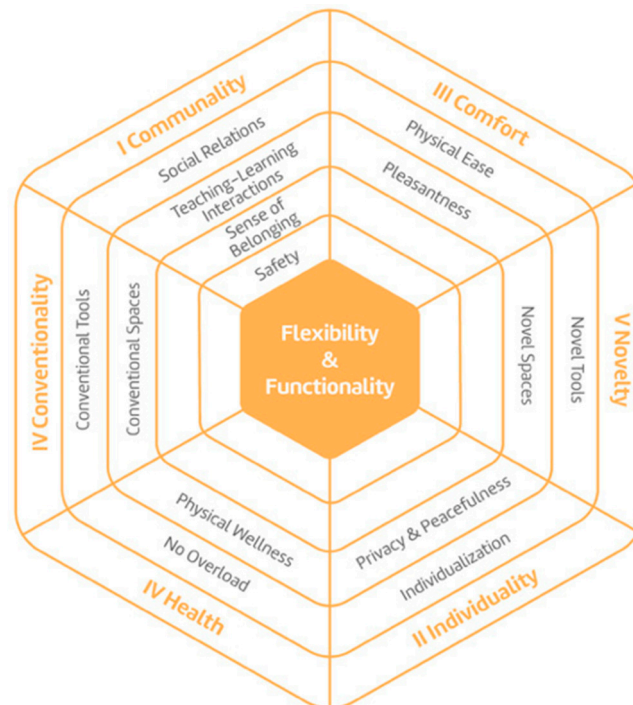 I Communality
Social Relations
Teaching-Learning
Interactions
Sense of
Belonging
Safety
III Comfort
Physical Ease
Pleasantness
V Novelty
Novel Tools
Novel Spaces
II Individuality
Individualization
Privacy & Peacefulness
IV Health
No Overload
Physical Wellness
IV Conventionality
Conventional Tools
Conventional Spaces
Flexibility
&
Functionality